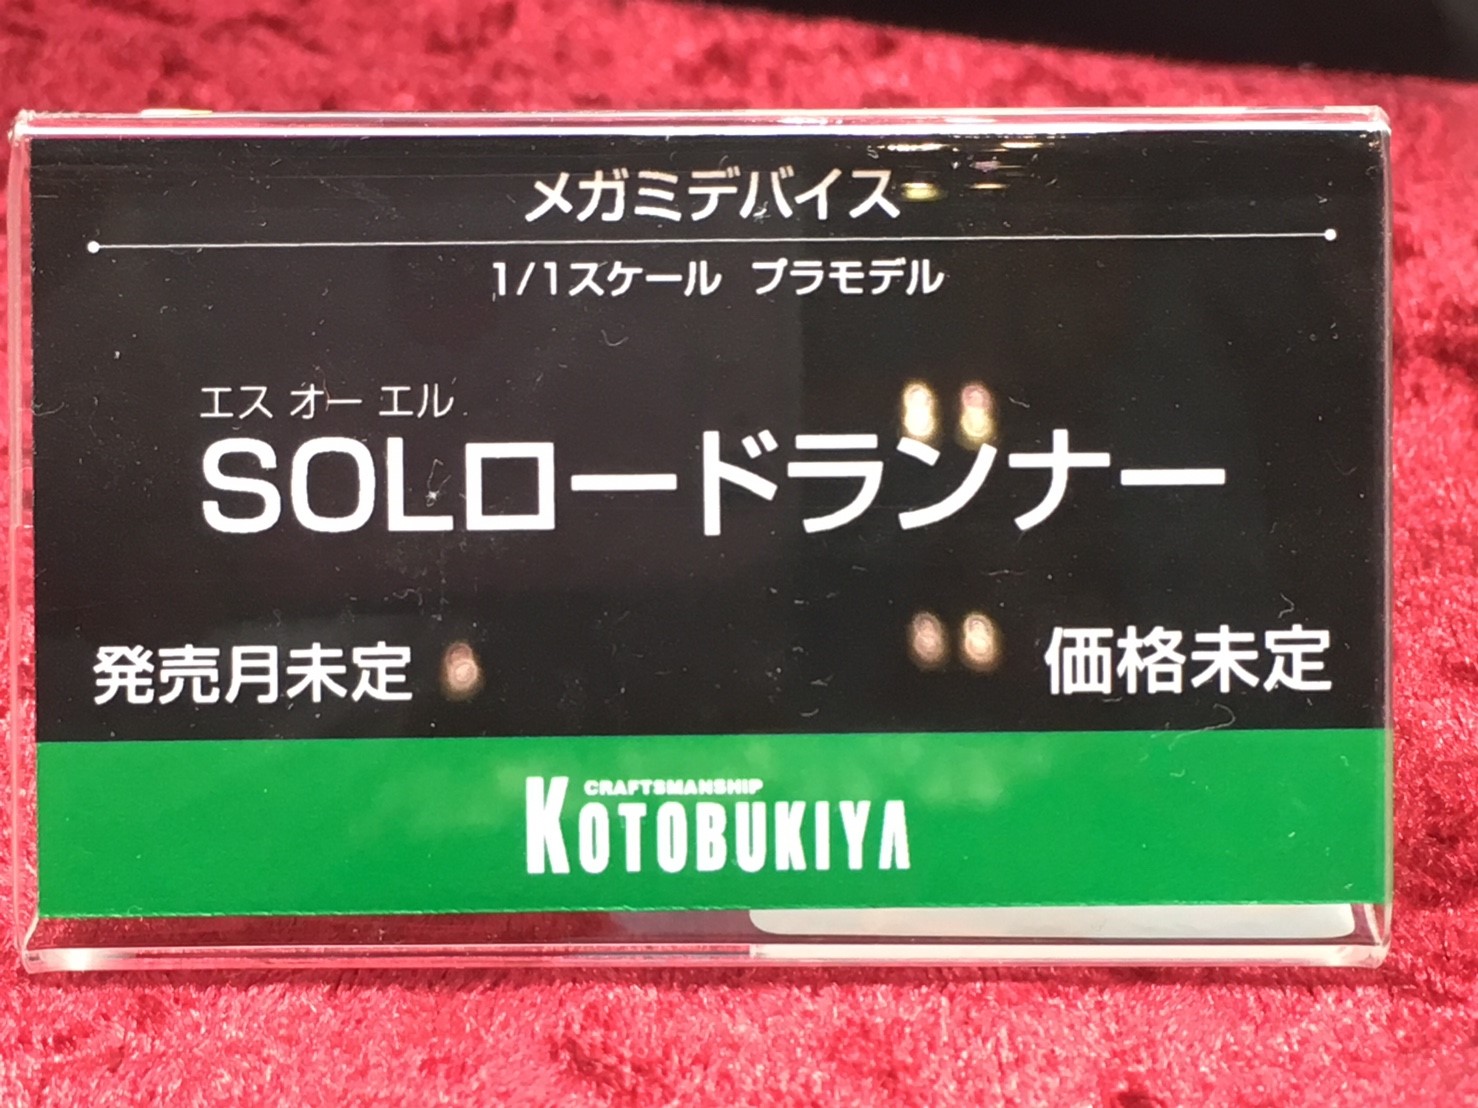 メガミデバイス
1/1スケール プラモデル
エス オー エル
SOLロードランナー
発売月未定 価格未定
CRAFTSMANSHIP
KOTOBUKIYA